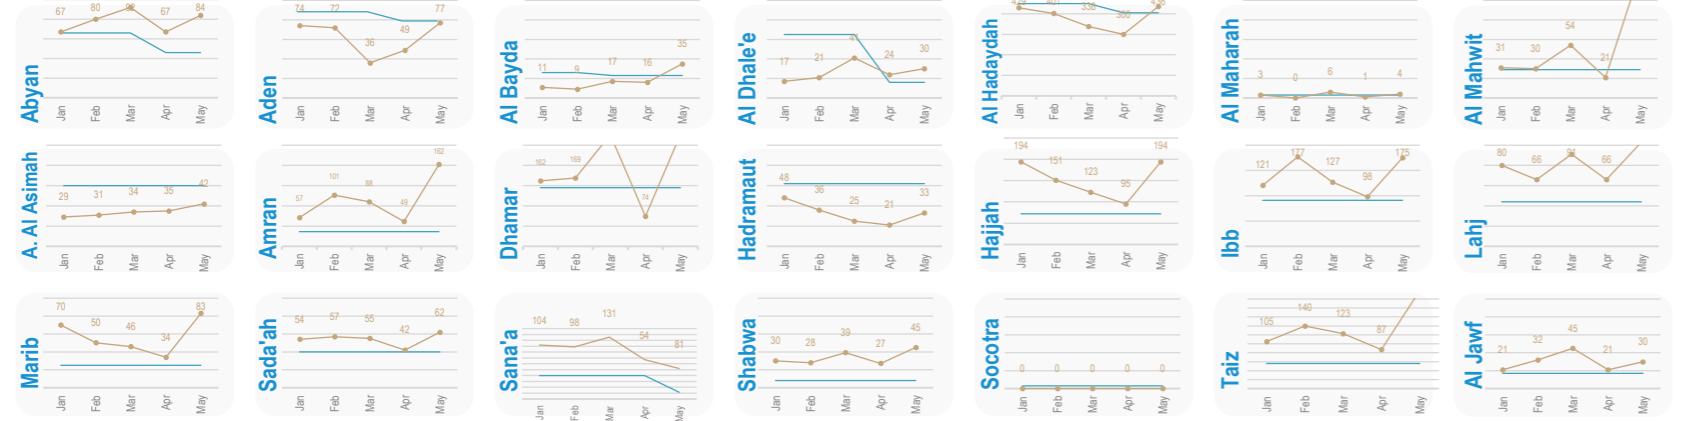 67 80 92 67 84
Abyan
Jan Feb Mar Apr May
74 72 36 49 77
Aden
Jan Feb Mar Apr May
11 9 17 16 35
Al Bayda
Jan Feb Mar Apr May
17 21 41 24 30
Al Dhale'e
Jan Feb Mar Apr May
338 300
Al Hadaydah
Jan Feb Mar Apr May
3 0 6 1 4
Al Maharah
Jan Feb Mar Apr May
31 30 54 21
Al Mahwit
Jan Feb Mar Apr May
29 31 34 35 42
A. Al Asimah
Jan Feb Mar Apr May
57 101 88 49 162
Amran
Jan Feb Mar Apr May
162 169 74
Dhamar
Jan Feb Mar Apr May
48 36 25 21 33
Hadramaut
Jan Feb Mar Apr May
194 151 123 95 194
Hajjah
Jan Feb Mar Apr May
121 177 127 98 175
Ibb
Jan Feb Mar Apr May
80 66 94 66
Lahj
Jan Feb Mar Apr May
70 50 46 34 83
Marib
Jan Feb Mar Apr May
54 57 55 42 62
Sada'ah
Jan Feb Mar Apr May
104 98 131 54 81
Sana'a
Jan Feb Mar Apr May
30 28 39 27 45
Shabwa
Jan Feb Mar Apr May
0 0 0 0 0
Socotra
Jan Feb Mar Apr May
105 140 123 87
Taiz
Jan Feb Mar Apr May
21 32 45 21 30
Al Jawf
Jan Feb Mar Apr May